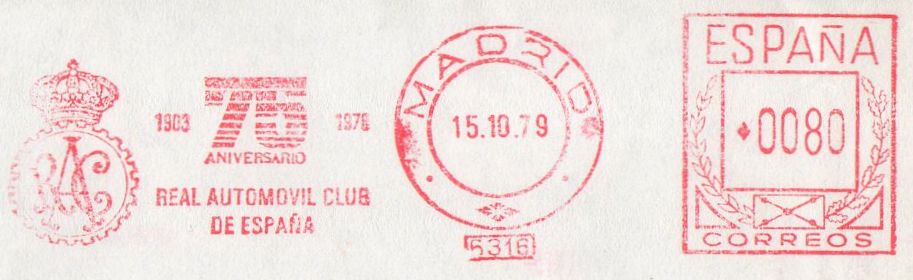 1903 75 1978
ANIVERSARIO
REAL AUTOMOVIL CLUB
DE ESPAÑA
MADRID
15.10.79
5316
ESPAÑA
0080
CORREOS